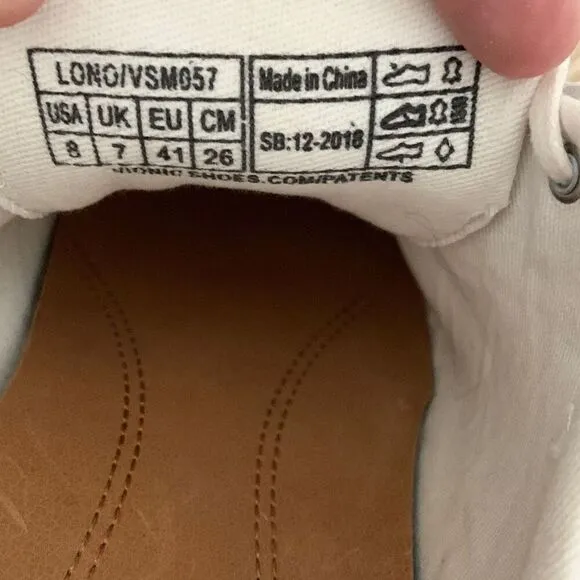 LONO/VSM057
Made in China
USA UK EU CM
8 7 41 26
SB:12-2018
VIONIC SHOES.COM/PATENTS